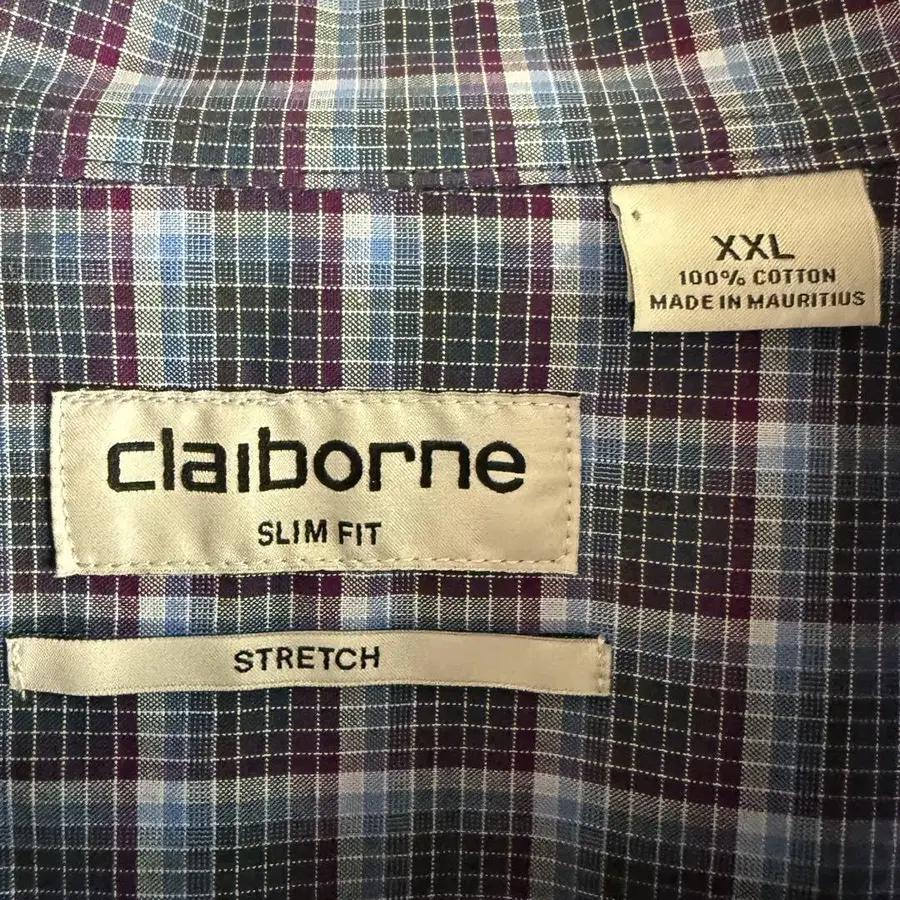 XXL
100% COTTON
MADE IN MAURITIUS
claiborne
SLIM FIT
STRETCH